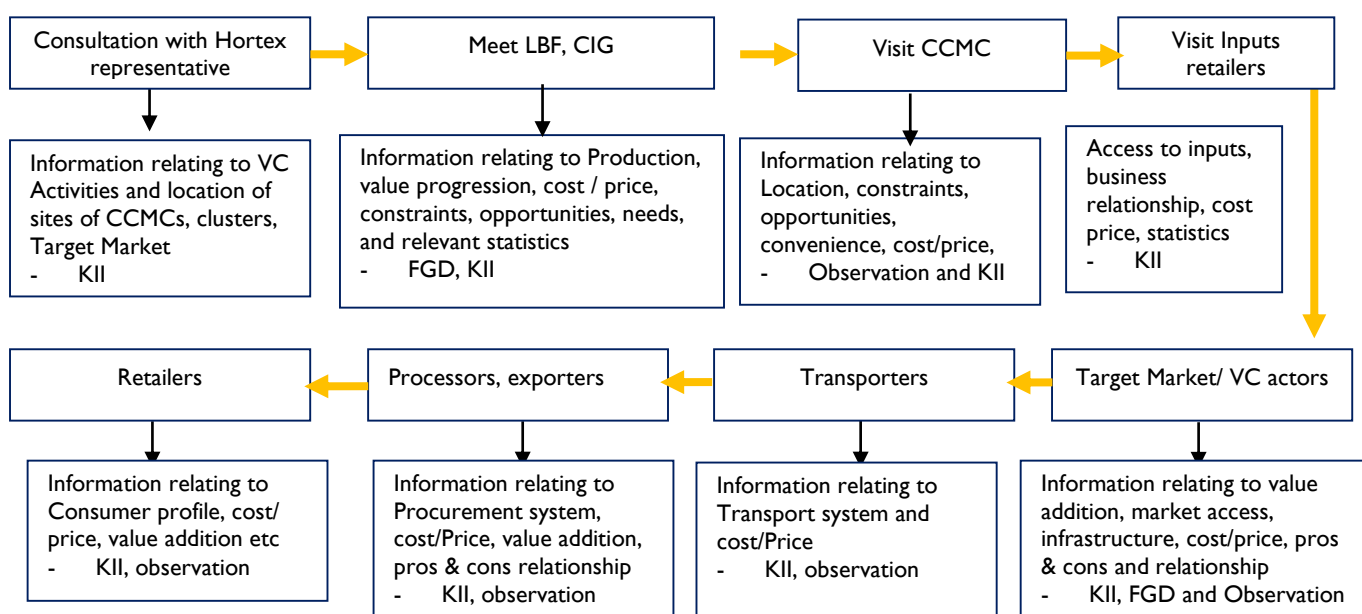 Consultation with Hortex
representative
Meet LBF, CIG
Visit CCMC
Visit Inputs
retailers
Information relating to VC
Activities and location of
sites of CCMCs, clusters,
Target Market
- KII
Information relating to Production,
value progression, cost / price,
constraints, opportunities, needs,
and relevant statistics
- FGD, KII
Information relating to
Location, constraints,
opportunities,
convenience, cost/price,
- Observation and KII
Access to inputs,
business
relationship, cost
price, statistics
- KII
Retailers
Processors, exporters
Transporters
Target Market/ VC actors
Information relating to
Consumer profile, cost/
price, value addition etc
- KII, observation
Information relating to
Procurement system,
cost/Price, value addition,
pros & cons relationship
- KII, observation
Information relating to
Transport system and
cost/Price
- KII, observation
Information relating to value
addition, market access,
infrastructure, cost/price, pros
& cons and relationship
- KII, FGD and Observation